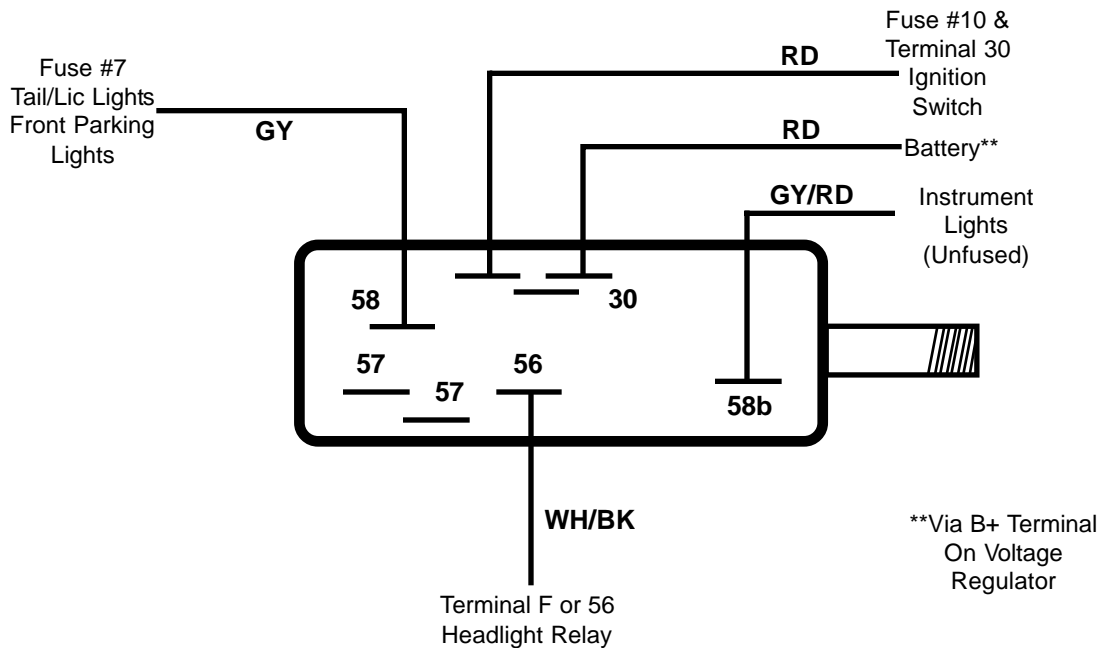 Fuse #7
Tail/Lic Lights
Front Parking
Lights
GY
RD
Fuse #10 &
Terminal 30
Ignition
Switch
RD
Battery**
GY/RD
Instrument
Lights
(Unfused)
58
30
57
57
56
58b
WH/BK
Terminal F or 56
Headlight Relay
**Via B+ Terminal
On Voltage
Regulator